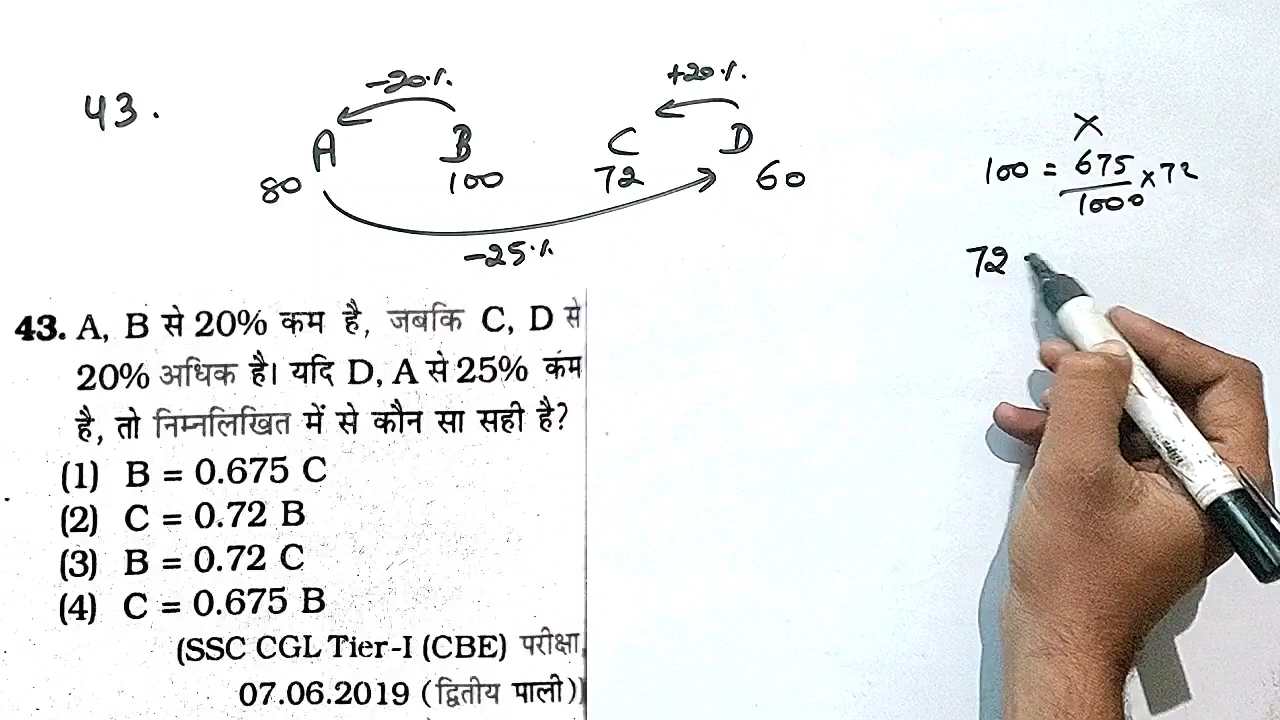 43.
-20%
+20%
A B C D
80 100 72 60
-25%
X
100 = 675/1000 × 72
72
43. A, B से 20% कम है, जबकि C, D से
20% अधिक है। यदि D, A से 25% कम
है, तो निम्नलिखित में से कौन सा सही है?
(1) B = 0.675 C
(2) C = 0.72 B
(3) B = 0.72 C
(4) C = 0.675 B
(SSC CGL Tier-I (CBE) परीक्षा,
07.06.2019 (द्वितीय पाली))